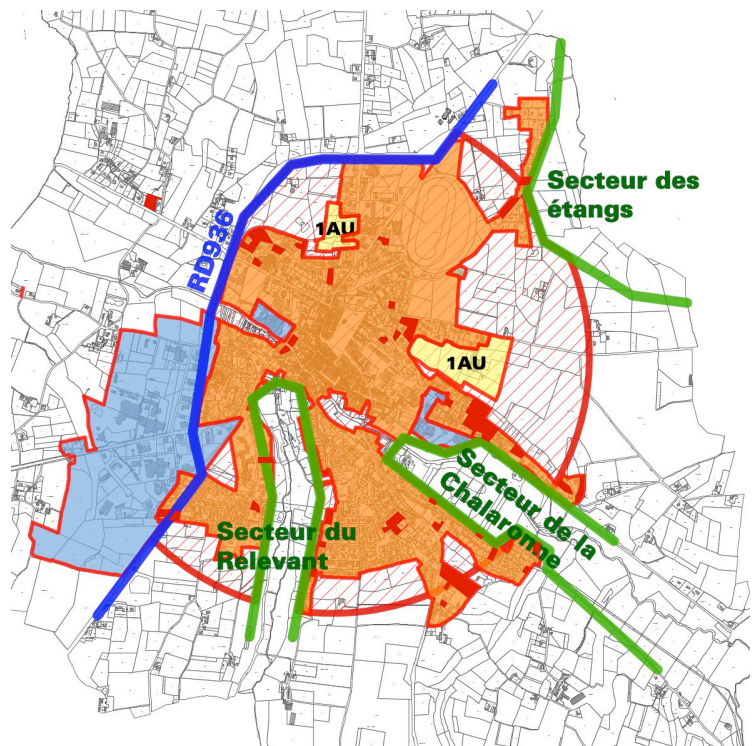 Secteur des
étangs
1AU
RD936
1AU
Secteur de la
Chalaronne
Secteur du
Relevant